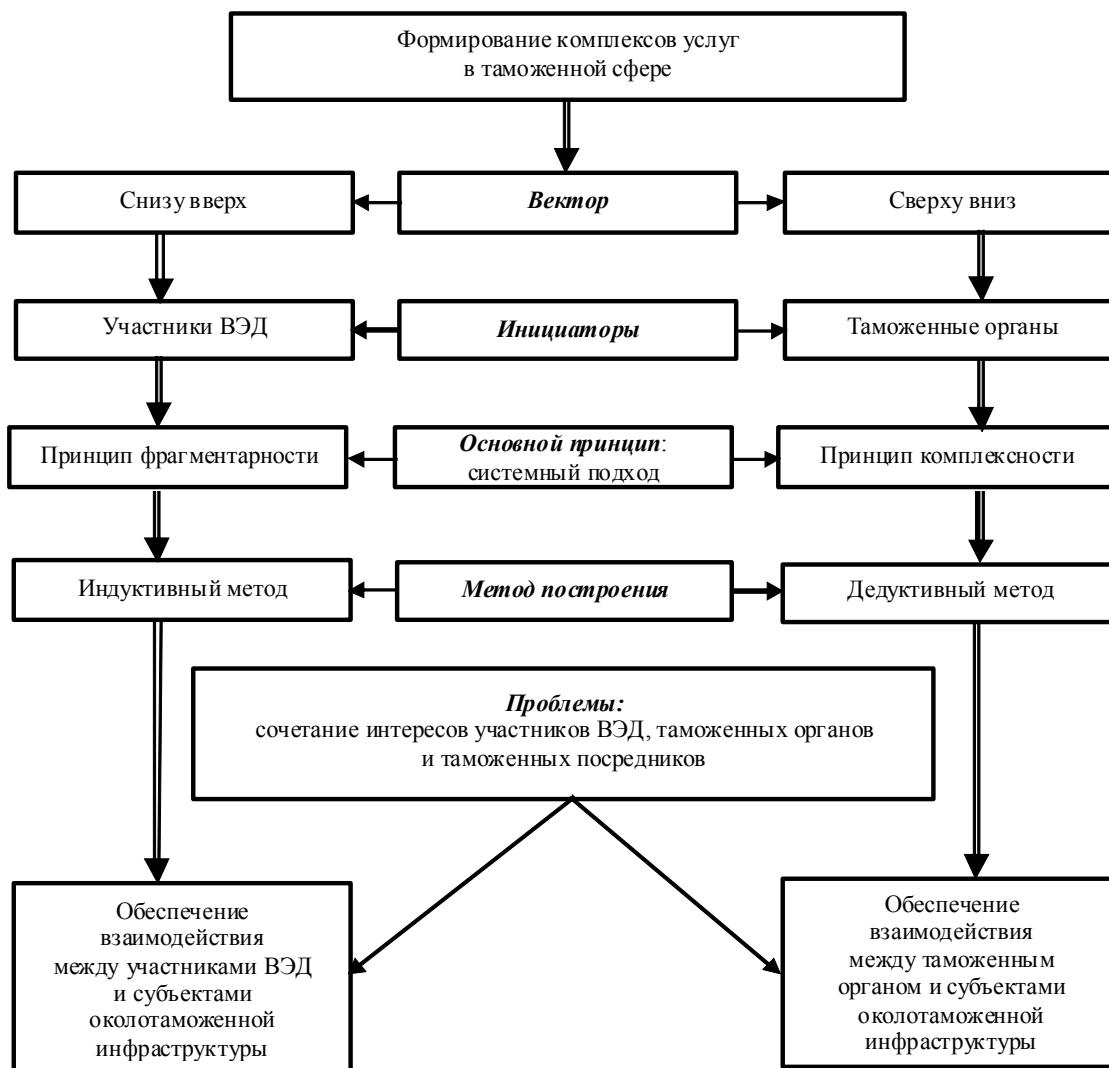 Формирование комплексов услуг
в таможенной сфере
Снизу вверх
Вектор
Сверху вниз
Участники ВЭД
Инициаторы
Таможенные органы
Принцип фрагментарности
Основной принцип:
системный подход
Принцип комплексности
Индуктивный метод
Метод построения
Дедуктивный метод
Проблемы:
сочетание интересов участников ВЭД, таможенных органов
и таможенных посредников
Обеспечение
взаимодействия
между участниками ВЭД
и субъектами
околотаможенной
инфраструктуры
Обеспечение
взаимодействия
между таможенным
органом и субъектами
околотаможенной
инфраструктуры